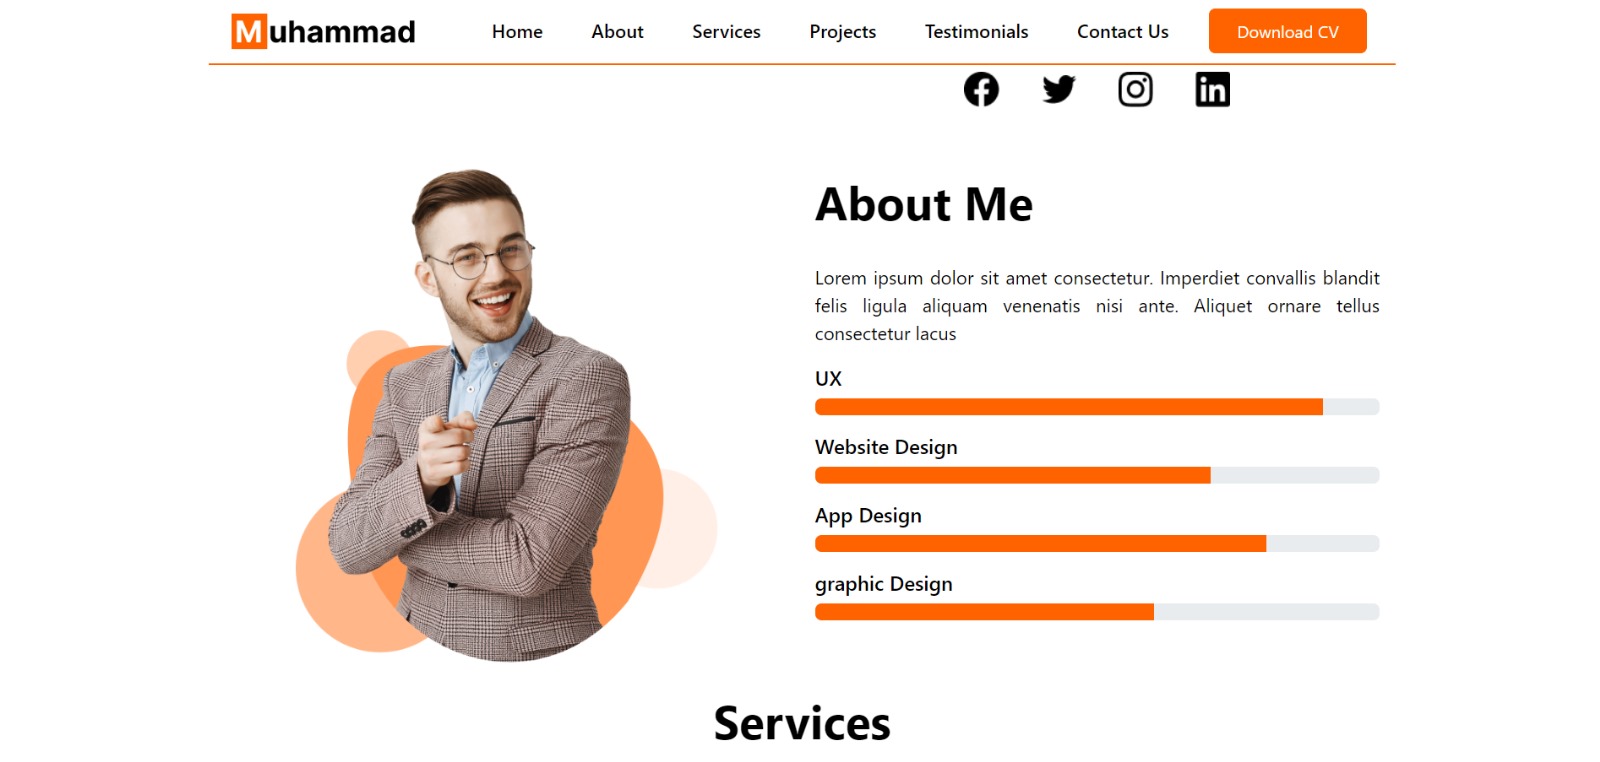 Muhammad
Home
About
Services
Projects
Testimonials
Contact Us
Download CV
About Me
Lorem ipsum dolor sit amet consectetur. Imperdiet convallis blandit
felis ligula aliquam venenatis nisi ante. Aliquet ornare tellus
consectetur lacus
UX
Website Design
App Design
graphic Design
Services